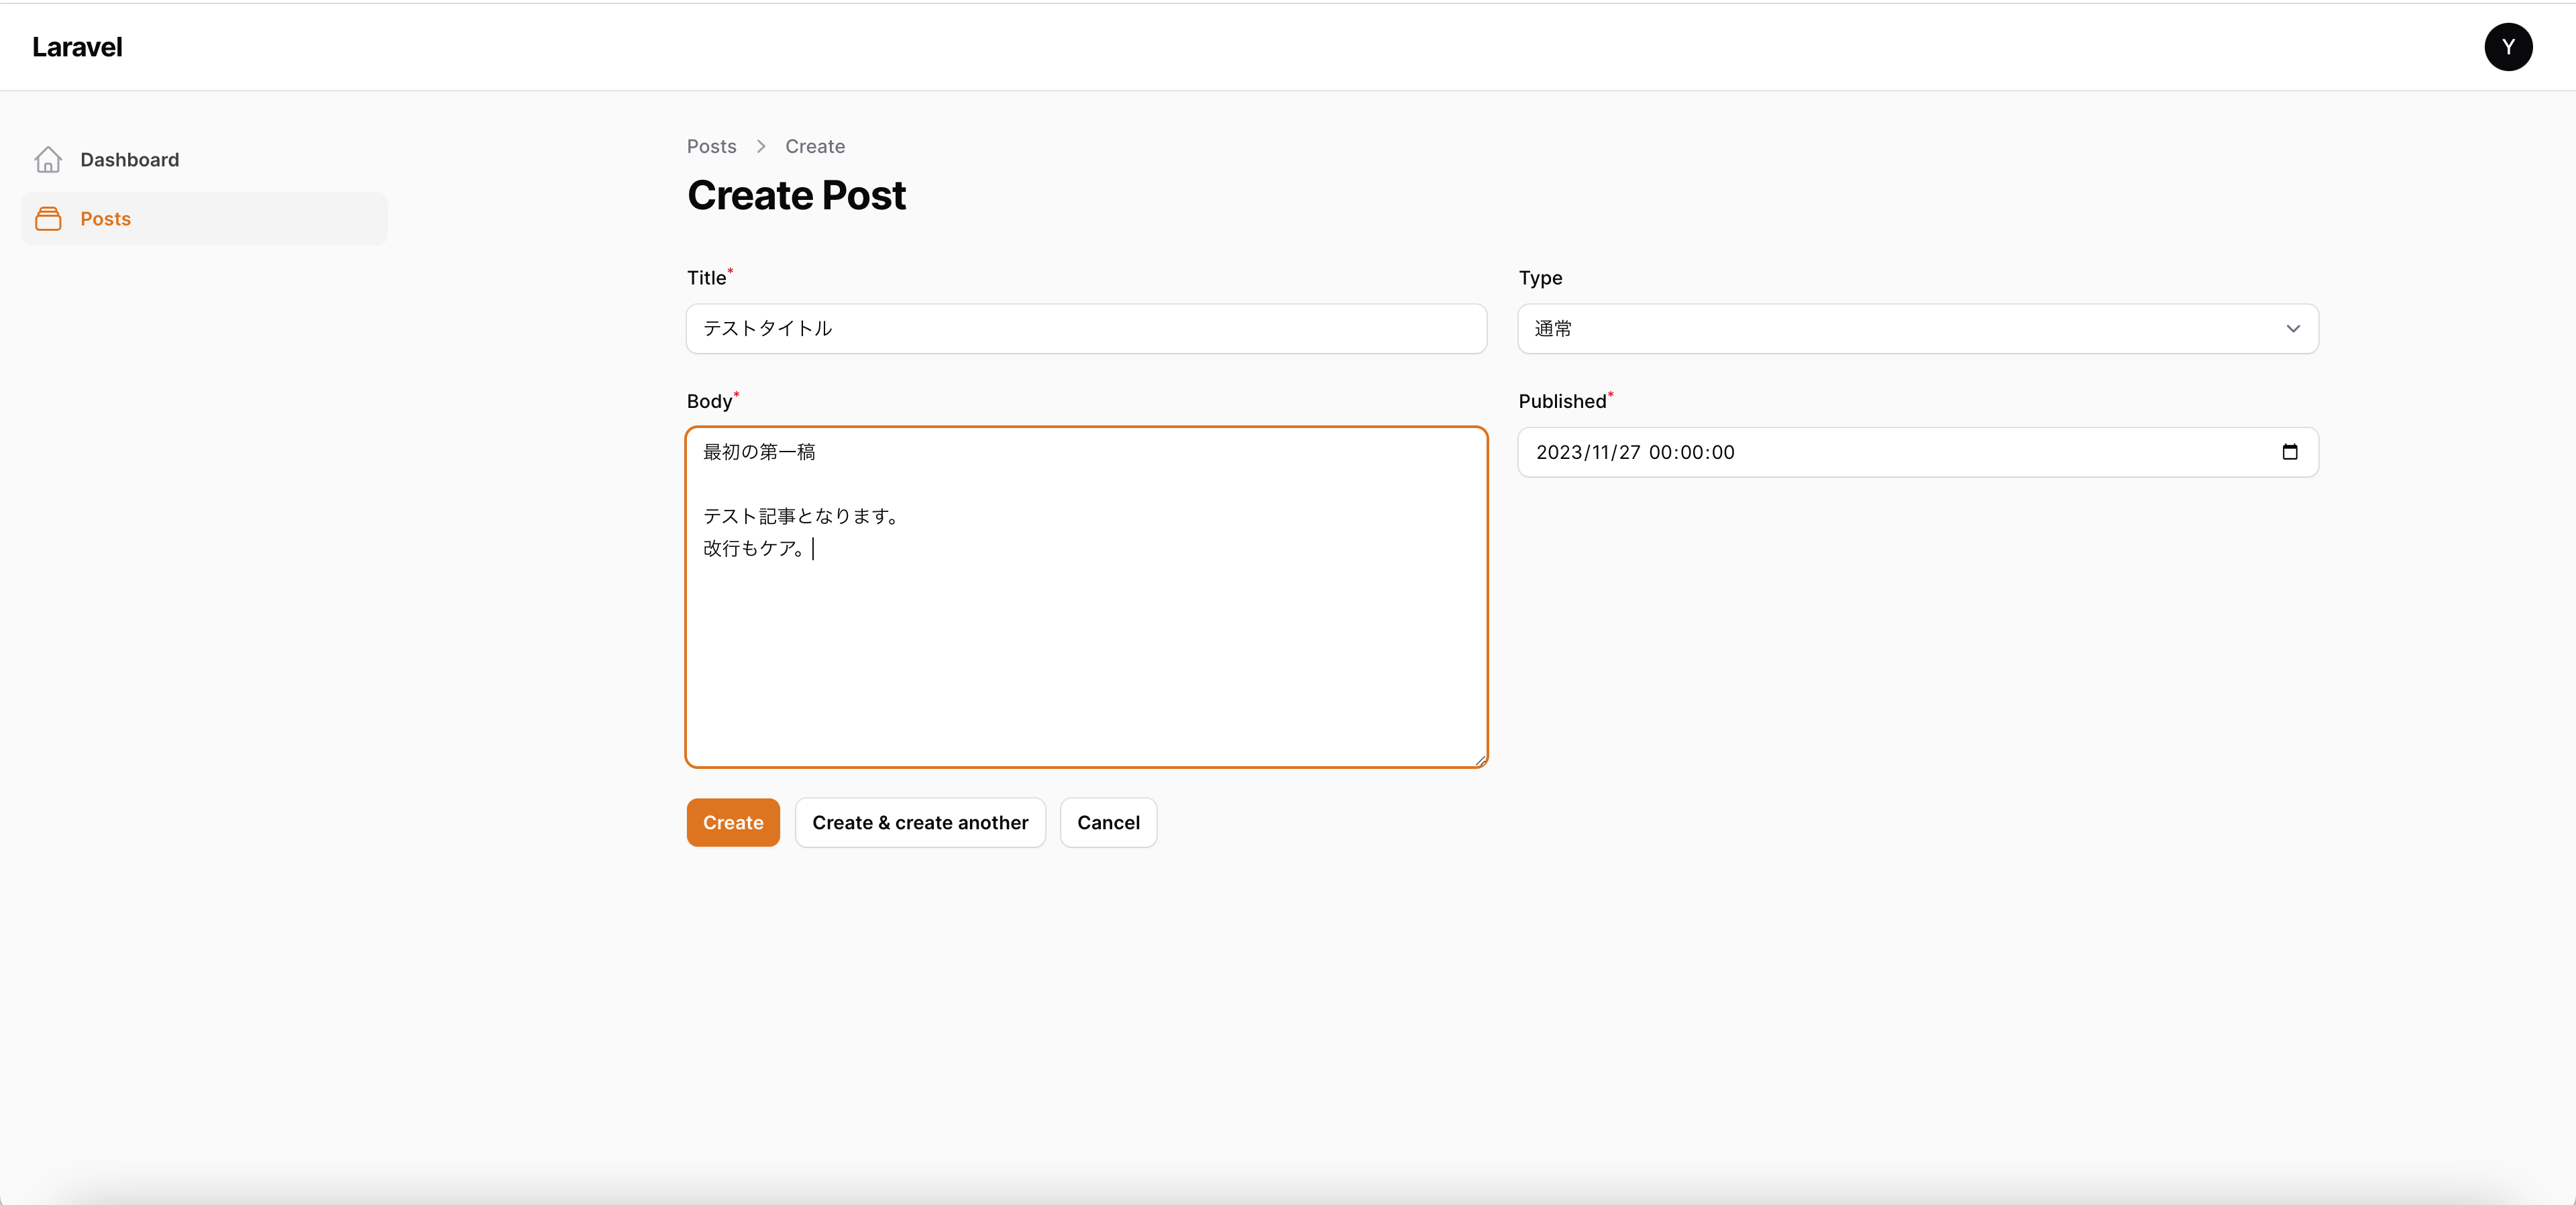 Laravel
Y
Dashboard
Posts
Posts > Create
Create Post
Title*
テストタイトル
Type
通常
Body*
最初の第一稿

テスト記事となります。
改行もケア。
Published*
2023/11/27 00:00:00
Create
Create & create another
Cancel